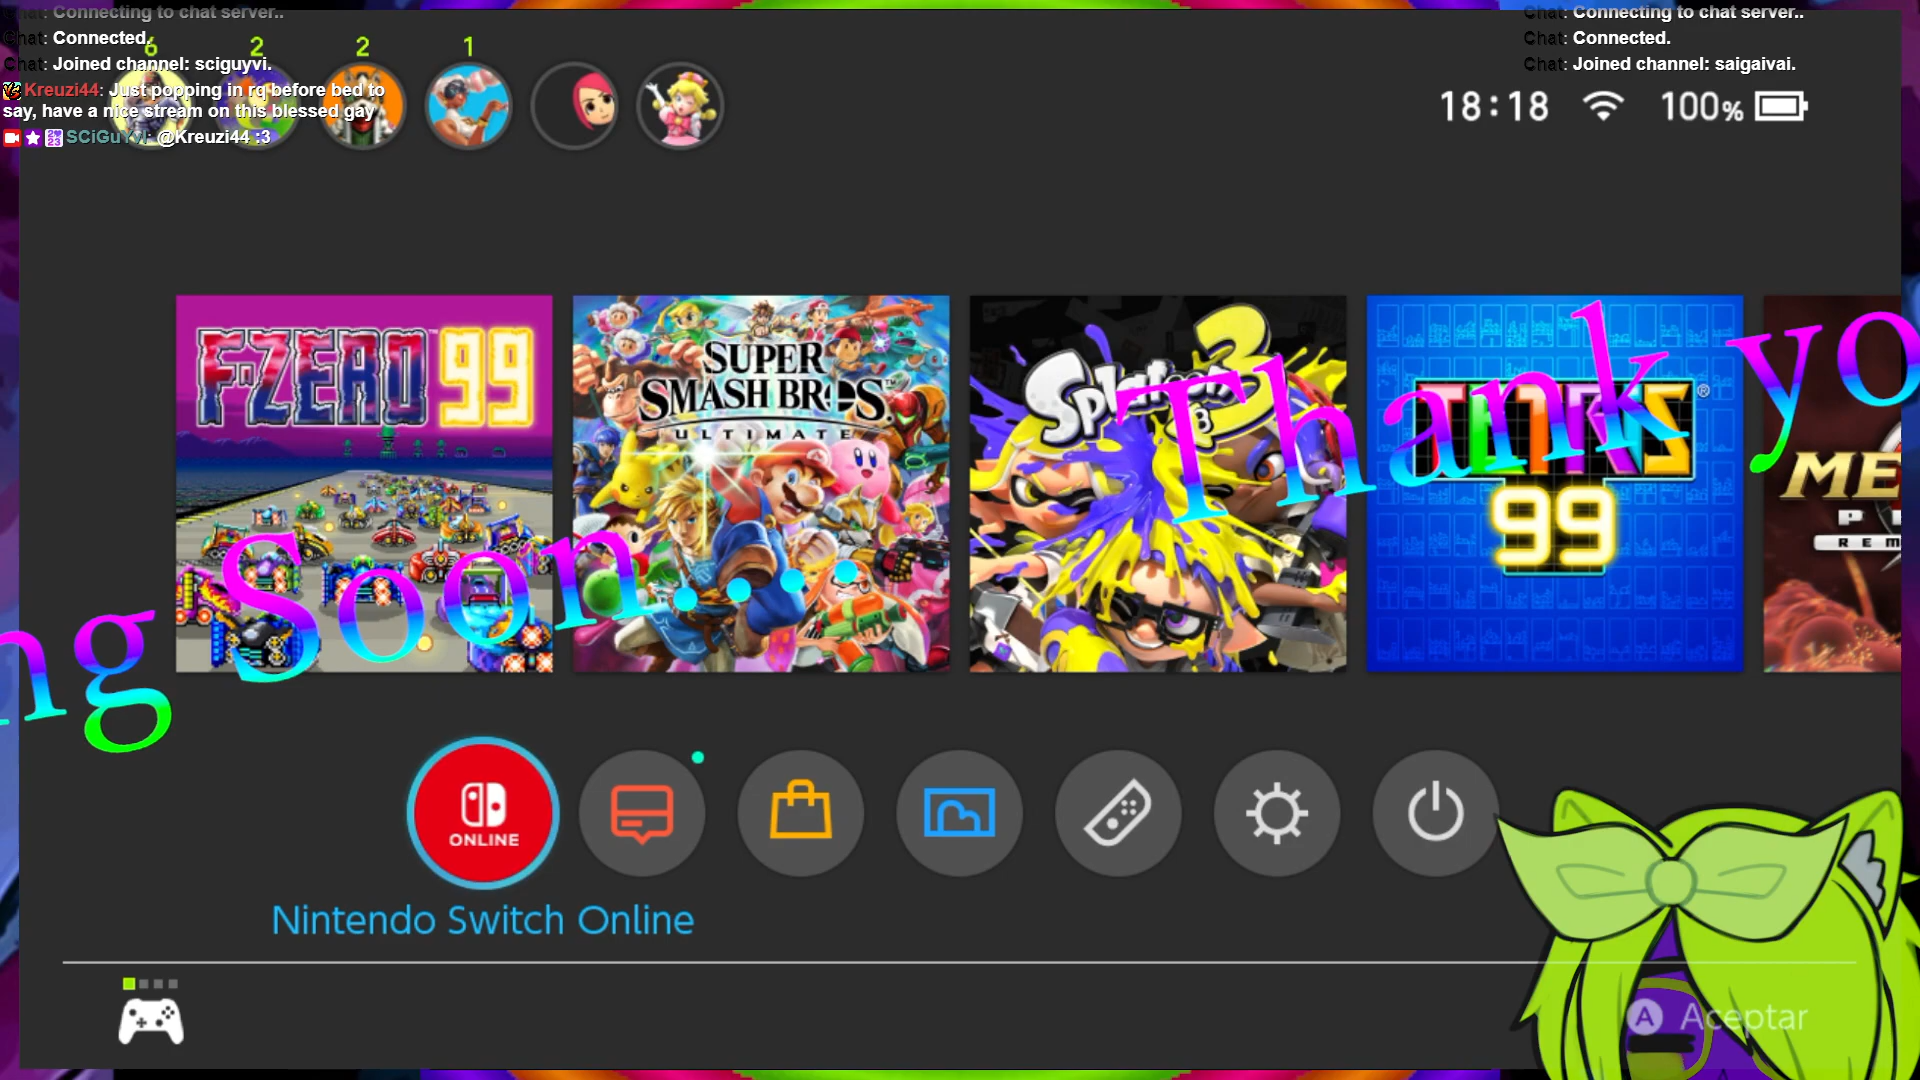 Chat: Connecting to chat server..
Chat: Connected.
Chat: Joined channel: sciguyvi.
Kreuzi44: Just popping in rq before bed to
say, have a nice stream on this blessed gay
SCiGuYvI: @Kreuzi44 :3
6 2 2 1
Chat: Connecting to chat server..
Chat: Connected.
Chat: Joined channel: saigaivai.
18:18 100%
F-ZERO 99
SUPER
SMASH BROS.
ULTIMATE
Splatoon 3
TETRIS
99
ng Soon.... Thank yo
ONLINE
Nintendo Switch Online
A Aceptar